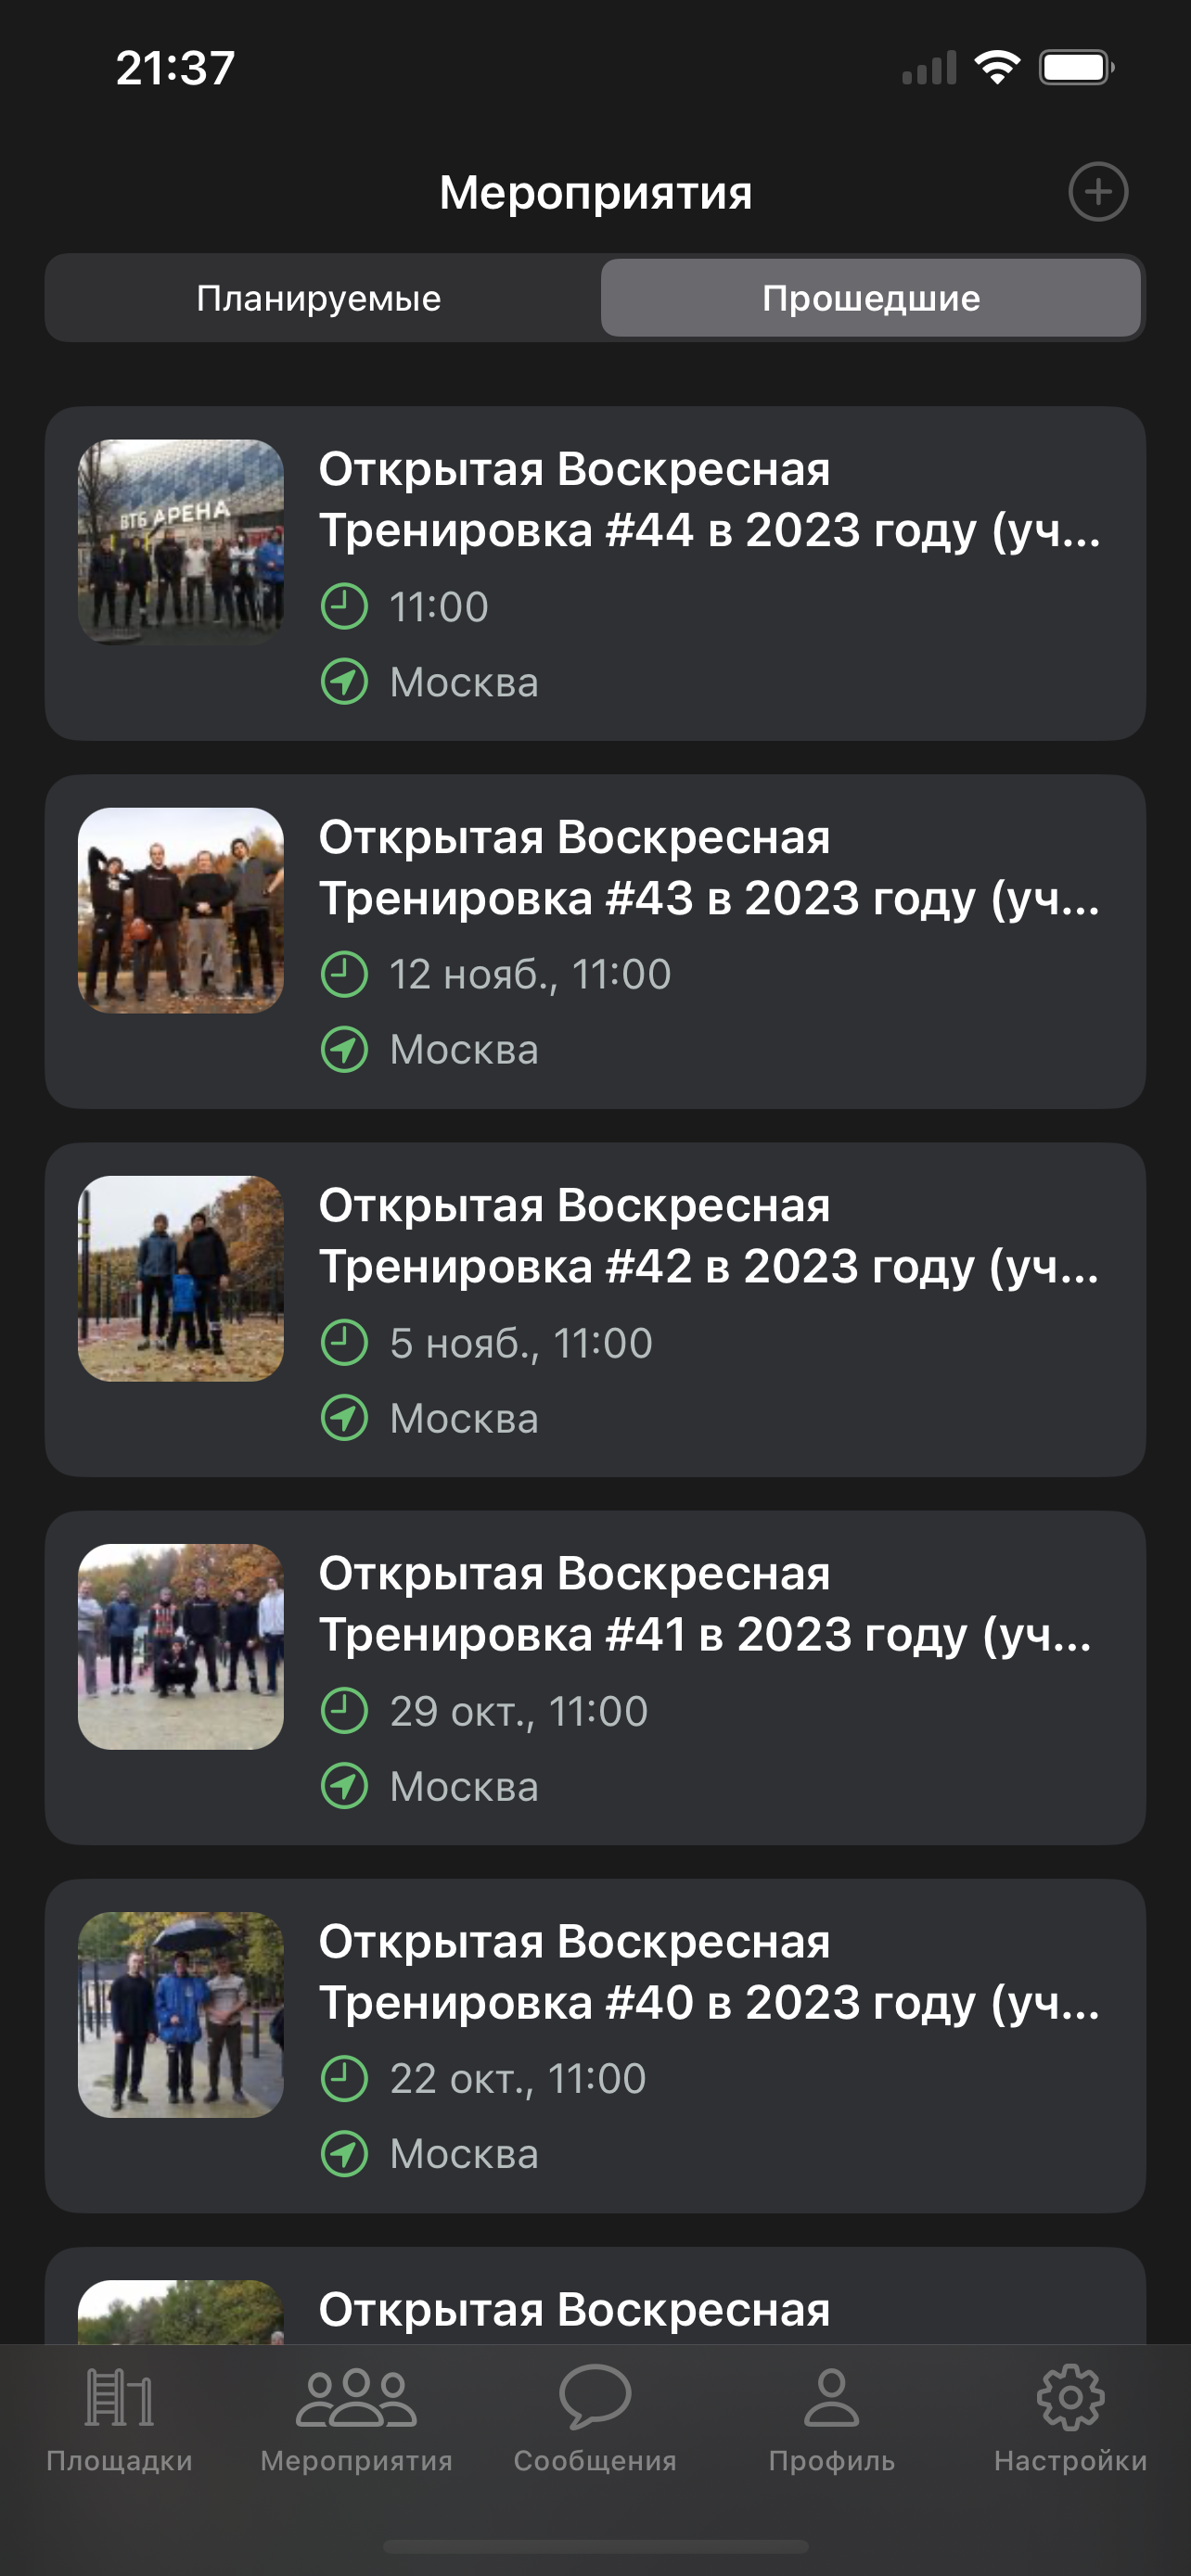 21:37
Мероприятия
Планируемые
Прошедшие
ВТБ АРЕНА
Открытая Воскресная
Тренировка #44 в 2023 году (уч...
11:00
Москва
Открытая Воскресная
Тренировка #43 в 2023 году (уч...
12 нояб., 11:00
Москва
Открытая Воскресная
Тренировка #42 в 2023 году (уч...
5 нояб., 11:00
Москва
Открытая Воскресная
Тренировка #41 в 2023 году (уч...
29 окт., 11:00
Москва
Открытая Воскресная
Тренировка #40 в 2023 году (уч...
22 окт., 11:00
Москва
Открытая Воскресная
Площадки
Мероприятия
Сообщения
Профиль
Настройки